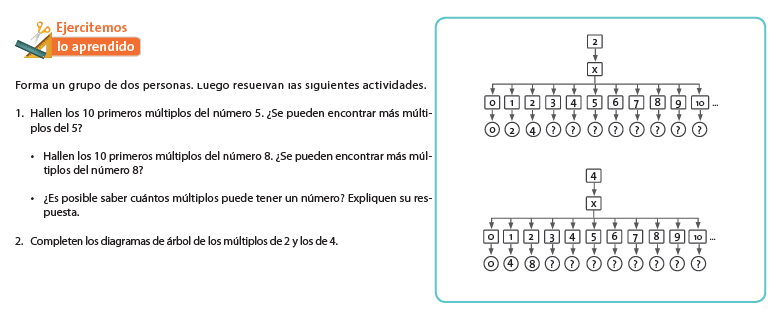 Ejercitemos
lo aprendido
Forma un grupo de dos personas. Luego resuelvan las siguientes actividades.
1. Hallen los 10 primeros múltiplos del número 5. ¿Se pueden encontrar más múlti-
plos del 5?
• Hallen los 10 primeros múltiplos del número 8. ¿Se pueden encontrar más múl-
tiplos del número 8?
• ¿Es posible saber cuántos múltiplos puede tener un número? Expliquen su res-
puesta.
2. Completen los diagramas de árbol de los múltiplos de 2 y los de 4.
2
x
0 1 2 3 4 5 6 7 8 9 10 ...
0 2 4 ? ? ? ? ? ? ? ?
4
x
0 1 2 3 4 5 6 7 8 9 10 ...
0 4 8 ? ? ? ? ? ? ? ?